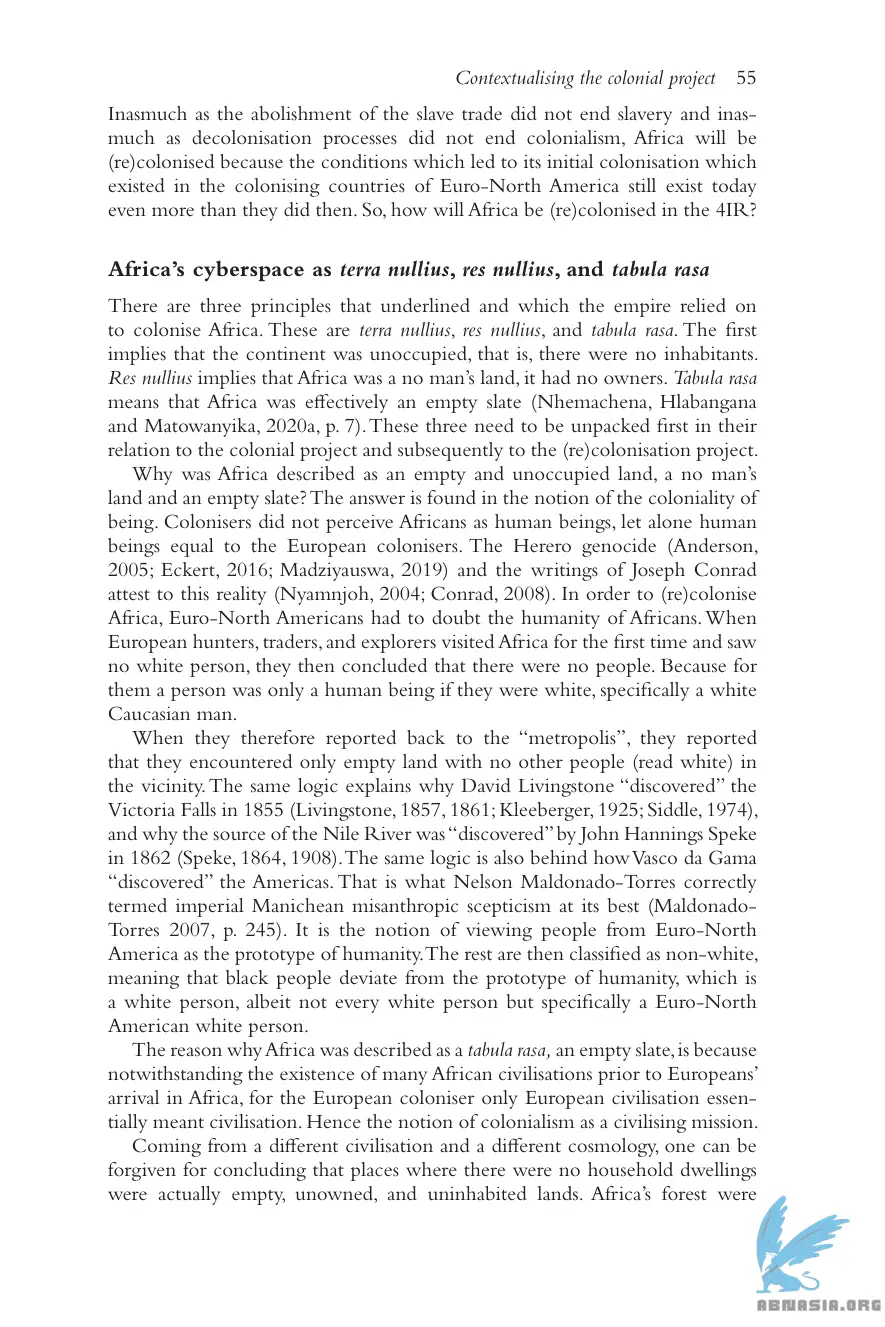 Contextualising the colonial project 55
Inasmuch as the abolishment of the slave trade did not end slavery and inas-
much as decolonisation processes did not end colonialism, Africa will be
(re)colonised because the conditions which led to its initial colonisation which
existed in the colonising countries of Euro-North America still exist today
even more than they did then. So, how will Africa be (re)colonised in the 4IR?
Africa’s cyberspace as terra nullius, res nullius, and tabula rasa
There are three principles that underlined and which the empire relied on
to colonise Africa. These are terra nullius, res nullius, and tabula rasa. The first
implies that the continent was unoccupied, that is, there were no inhabitants.
Res nullius implies that Africa was a no man’s land, it had no owners. Tabula rasa
means that Africa was effectively an empty slate (Nhemachena, Hlabangana
and Matowanyika, 2020a, p. 7). These three need to be unpacked first in their
relation to the colonial project and subsequently to the (re)colonisation project.
Why was Africa described as an empty and unoccupied land, a no man’s
land and an empty slate? The answer is found in the notion of the coloniality of
being. Colonisers did not perceive Africans as human beings, let alone human
beings equal to the European colonisers. The Herero genocide (Anderson,
2005; Eckert, 2016; Madziyauswa, 2019) and the writings of Joseph Conrad
attest to this reality (Nyamnjoh, 2004; Conrad, 2008). In order to (re)colonise
Africa, Euro-North Americans had to doubt the humanity of Africans. When
European hunters, traders, and explorers visited Africa for the first time and saw
no white person, they then concluded that there were no people. Because for
them a person was only a human being if they were white, specifically a white
Caucasian man.
When they therefore reported back to the “metropolis”, they reported
that they encountered only empty land with no other people (read white) in
the vicinity. The same logic explains why David Livingstone “discovered” the
Victoria Falls in 1855 (Livingstone, 1857, 1861; Kleeberger, 1925; Siddle, 1974),
and why the source of the Nile River was “discovered” by John Hannings Speke
in 1862 (Speke, 1864, 1908). The same logic is also behind how Vasco da Gama
“discovered” the Americas. That is what Nelson Maldonado-Torres correctly
termed imperial Manichean misanthropic scepticism at its best (Maldonado-
Torres 2007, p. 245). It is the notion of viewing people from Euro-North
America as the prototype of humanity. The rest are then classified as non-white,
meaning that black people deviate from the prototype of humanity, which is
a white person, albeit not every white person but specifically a Euro-North
American white person.
The reason why Africa was described as a tabula rasa, an empty slate, is because
notwithstanding the existence of many African civilisations prior to Europeans’
arrival in Africa, for the European coloniser only European civilisation essen-
tially meant civilisation. Hence the notion of colonialism as a civilising mission.
Coming from a different civilisation and a different cosmology, one can be
forgiven for concluding that places where there were no household dwellings
were actually empty, unowned, and uninhabited lands. Africa’s forest were
ABNASIA.ORG